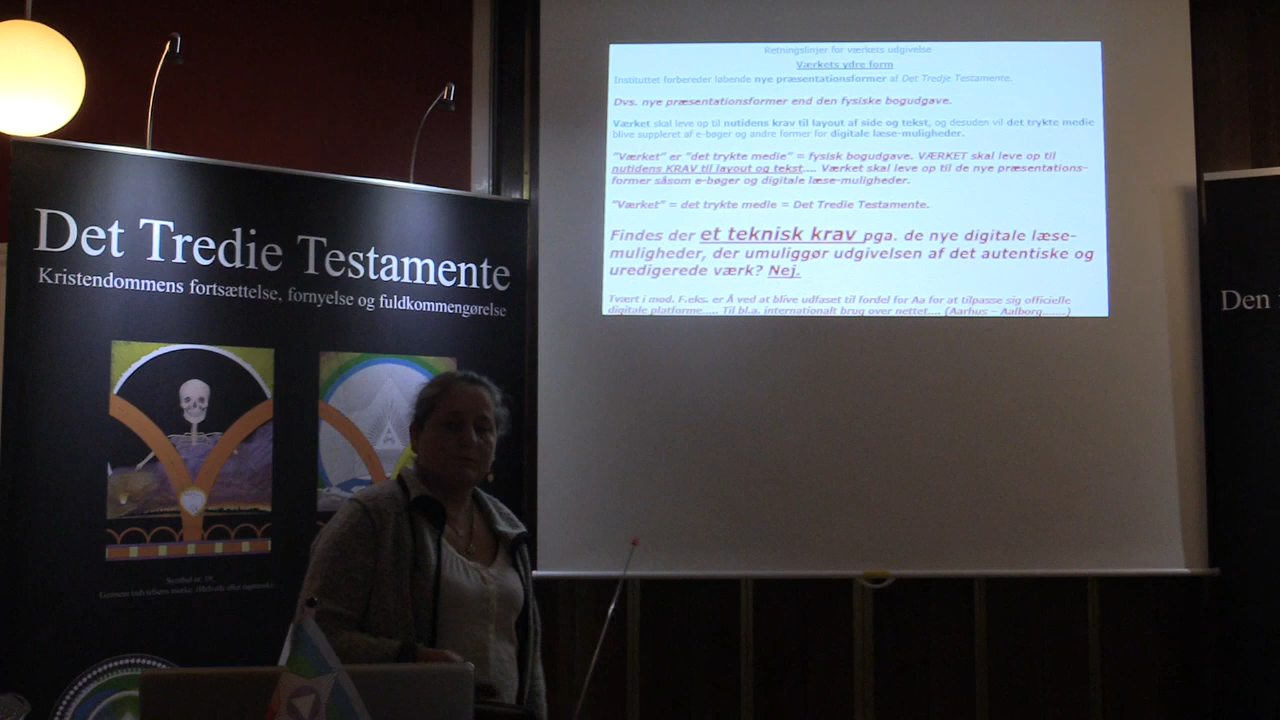 Det Tredie Testamente
Kristendommens fortsættelse, fornyelse og fuldkommengørelse
Symbol nr. 19.
Retningslinjer for værkets udgivelse
Værkets ydre form
Instituttet forbereder løbende nye præsentationsformer af Det Tredje Testamente.
Dvs. nye præsentationsformer end den fysiske bogudgave.
Værket skal leve op til nutidens krav til layout af side og tekst, og desuden vil det trykte medie
blive suppleret af e-bøger og andre former for digitale læse-muligheder.
"Værket" er "det trykte medie" = fysisk bogudgave. VÆRKET skal leve op til
nutidens KRAV til layout og tekst.... Værket skal leve op til de nye præsentations-
former såsom e-bøger og digitale læse-muligheder.
"Værket" = det trykte medie = Det Tredie Testamente.
Findes der et teknisk krav pga. de nye digitale læse-
muligheder, der umuliggør udgivelsen af det autentiske og
uredigerede værk? Nej.
Tvært i mod. F.eks. er Å ved at blive udfaset til fordel for Aa for at tilpasse sig officielle
digitale platforme..... Til bl.a. internationalt brug over nettet.... (Aarhus – Aalborg.......)
Den